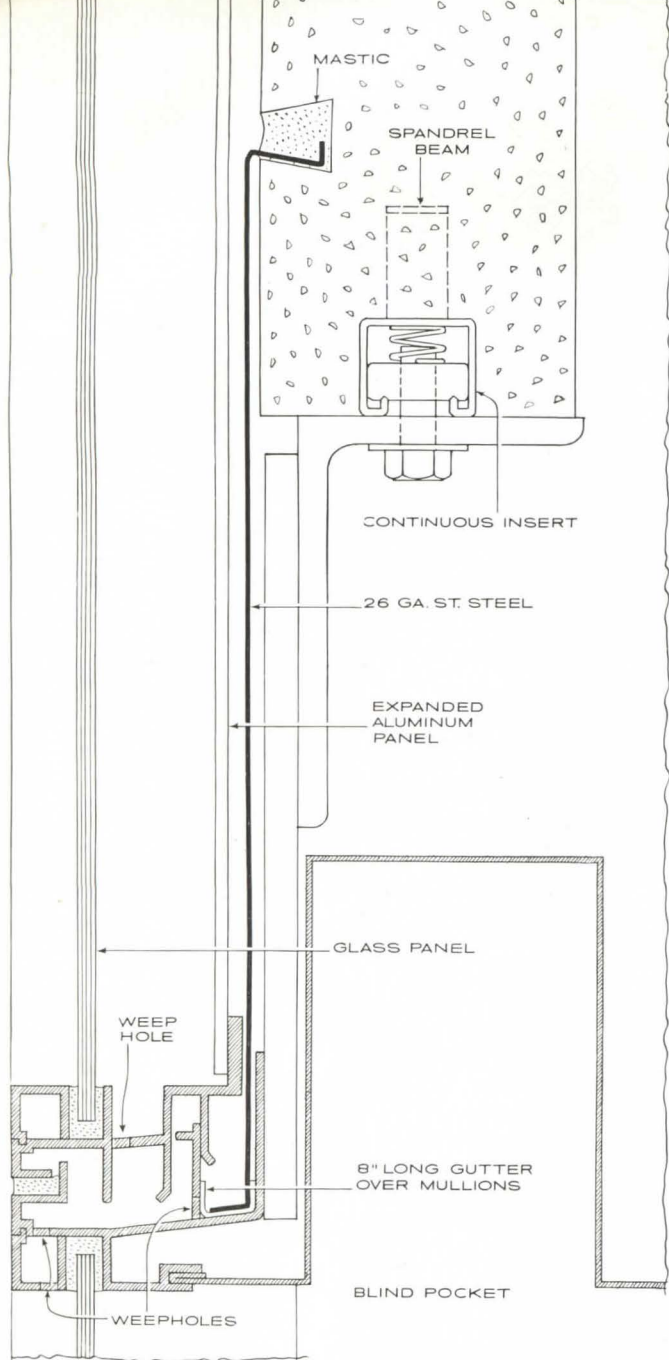 MASTIC
SPANDREL
BEAM
CONTINUOUS INSERT
26 GA. ST. STEEL
EXPANDED
ALUMINUM
PANEL
GLASS PANEL
WEEP
HOLE
8" LONG GUTTER
OVER MULLIONS
BLIND POCKET
WEEPHOLES